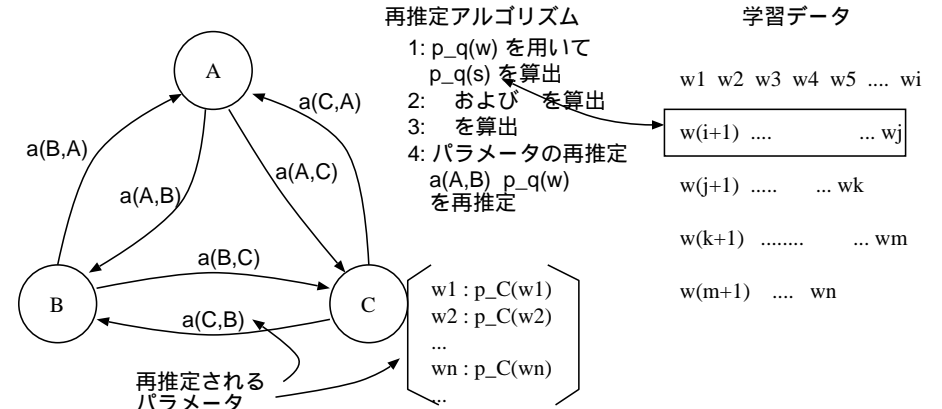 再推定アルゴリズム
1: p_q(w) を用いて
p_q(s) を算出
2: および を算出
3: を算出
4: パラメータの再推定
a(A,B) p_q(w)
を再推定
学習データ
w1 w2 w3 w4 w5 .... wi
w(i+1) .... ... wj
w(j+1) ..... ... wk
w(k+1) ........ ... wm
w(m+1) .... wn
A
a(B,A)
a(A,B)
a(A,C)
a(C,A)
B
a(B,C)
a(C,B)
C
w1 : p_C(w1)
w2 : p_C(w2)
...
wn : p_C(wn)
...
再推定される
パラメータ